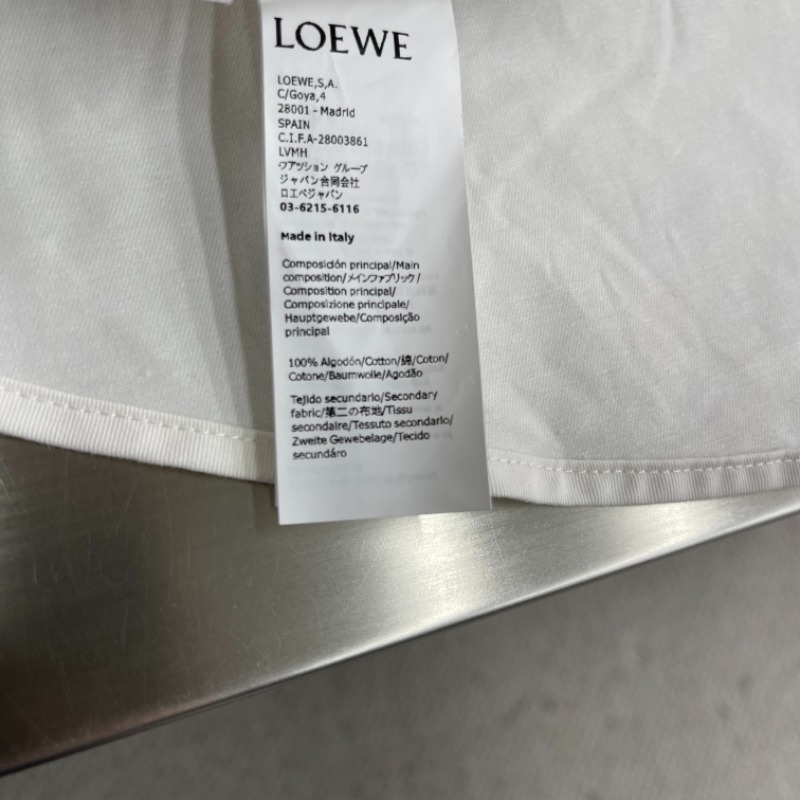 LOEWE
LOEWE,S,A.
C/Goya,4
28001 - Madrid
SPAIN
C.I.F.A-28003861
LVMH
ファッション グループ
ジャパン合同会社
ロエベジャパン
03-6215-6116
Made in Italy
Composición principal/Main
composition/メインファブリック/
Composition principal/
Composizione principale/
Hauptgewebe/Composição
principal
100% Algodón/Cotton/綿/Coton/
Cotone/Baumwolle/Agodão
Tejido secundario/Secondary
fabric/第二の布地/Tissu
secondaire/Tessuto secondario/
Zweite Gewebelage/Tecido
secundáro